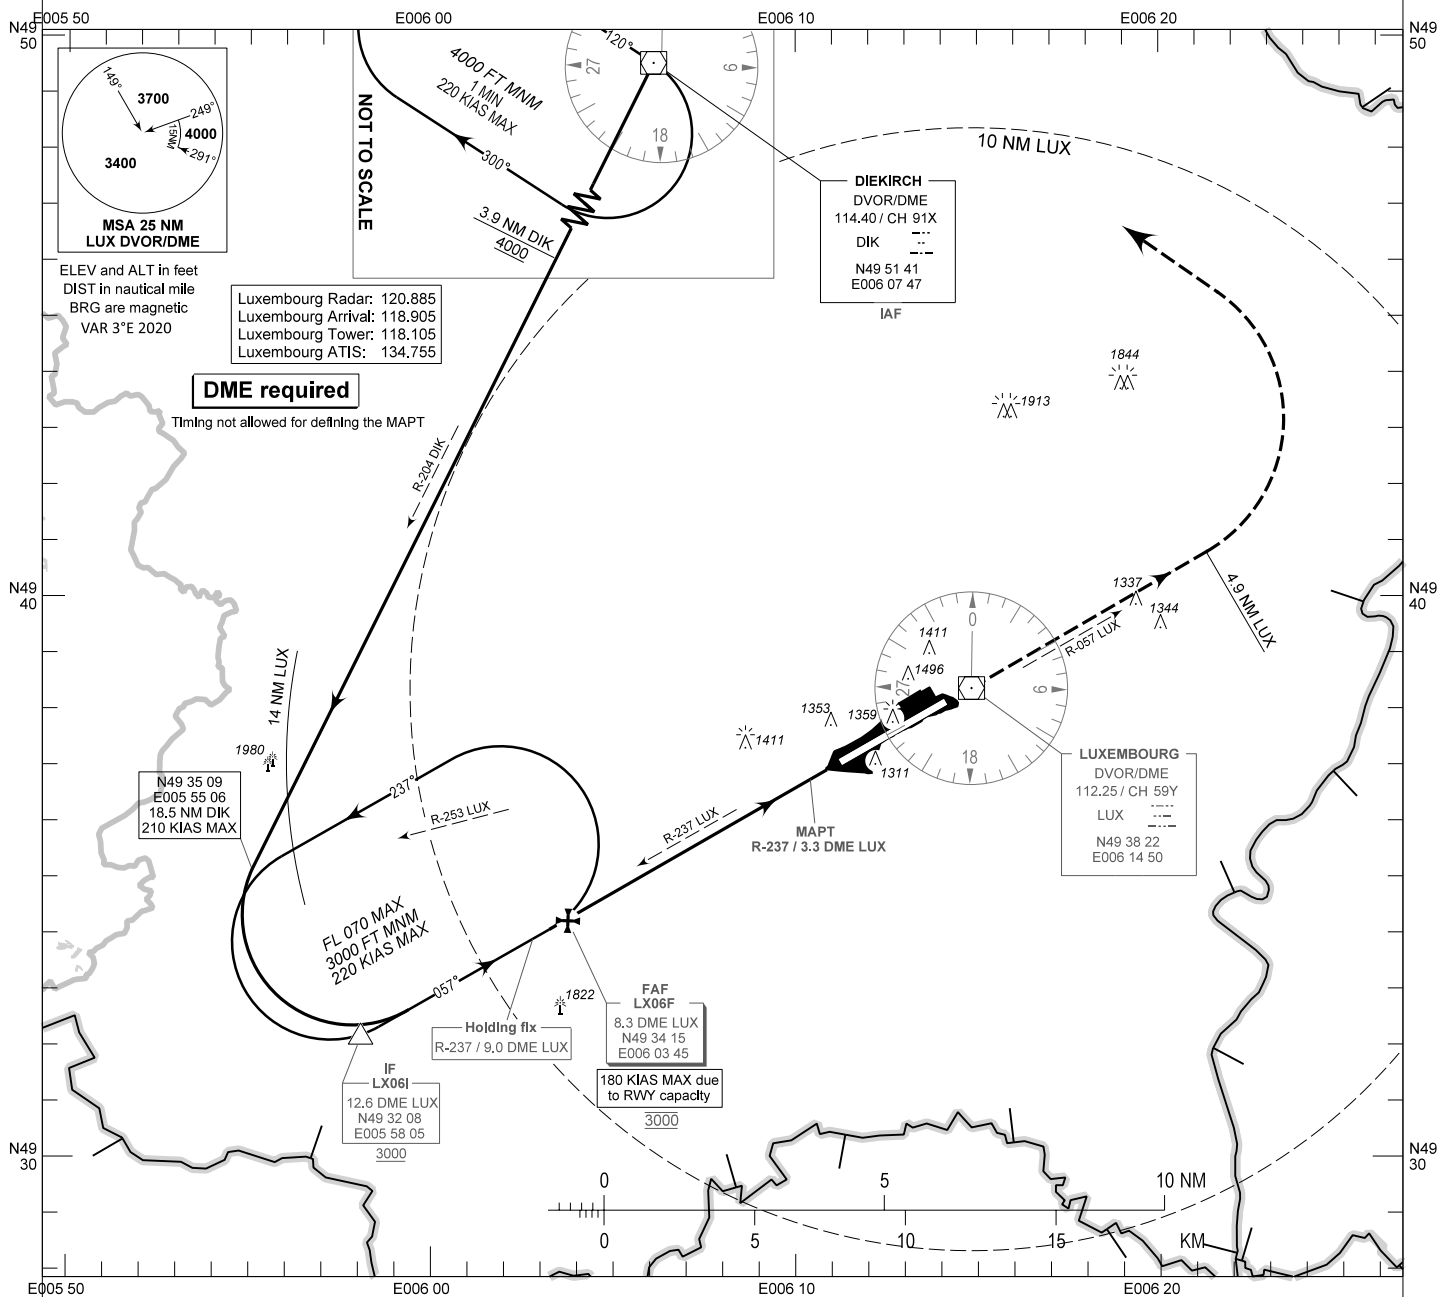 E005 50
E006 00
E006 10
E006 20
N49
50
N49
50
149°
3700
249°
15NM
4000
291°
3400
MSA 25 NM
LUX DVOR/DME
ELEV and ALT in feet
DIST in nautical mile
BRG are magnetic
VAR 3°E 2020
120°
4000 FT MNM
1 MIN
220 KIAS MAX
300°
NOT TO SCALE
27
9
18
3.9 NM DIK
4000
10 NM LUX
DIEKIRCH
DVOR/DME
114.40 / CH 91X
DIK
N49 51 41
E006 07 47
IAF
Luxembourg Radar: 120.885
Luxembourg Arrival: 118.905
Luxembourg Tower: 118.105
Luxembourg ATIS: 134.755
DME required
Timing not allowed for defining the MAPT
R-204 DIK
1844
1913
N49
40
N49
40
1337
1344
4.9 NM LUX
R-057 LUX
0
1411
1496
27
9
18
1353
1359
1411
1311
14 NM LUX
1980
N49 35 09
E005 55 06
18.5 NM DIK
210 KIAS MAX
237°
R-253 LUX
R-237 LUX
MAPT
R-237 / 3.3 DME LUX
LUXEMBOURG
DVOR/DME
112.25 / CH 59Y
LUX
N49 38 22
E006 14 50
FL 070 MAX
3000 FT MNM
220 KIAS MAX
057°
1822
Holding fix
R-237 / 9.0 DME LUX
FAF
LX06F
8.3 DME LUX
N49 34 15
E006 03 45
180 KIAS MAX due
to RWY capacity
3000
IF
LX06I
12.6 DME LUX
N49 32 08
E005 58 05
3000
N49
30
N49
30
0
5
10 NM
0
5
10
15
KM
E005 50
E006 00
E006 10
E006 20